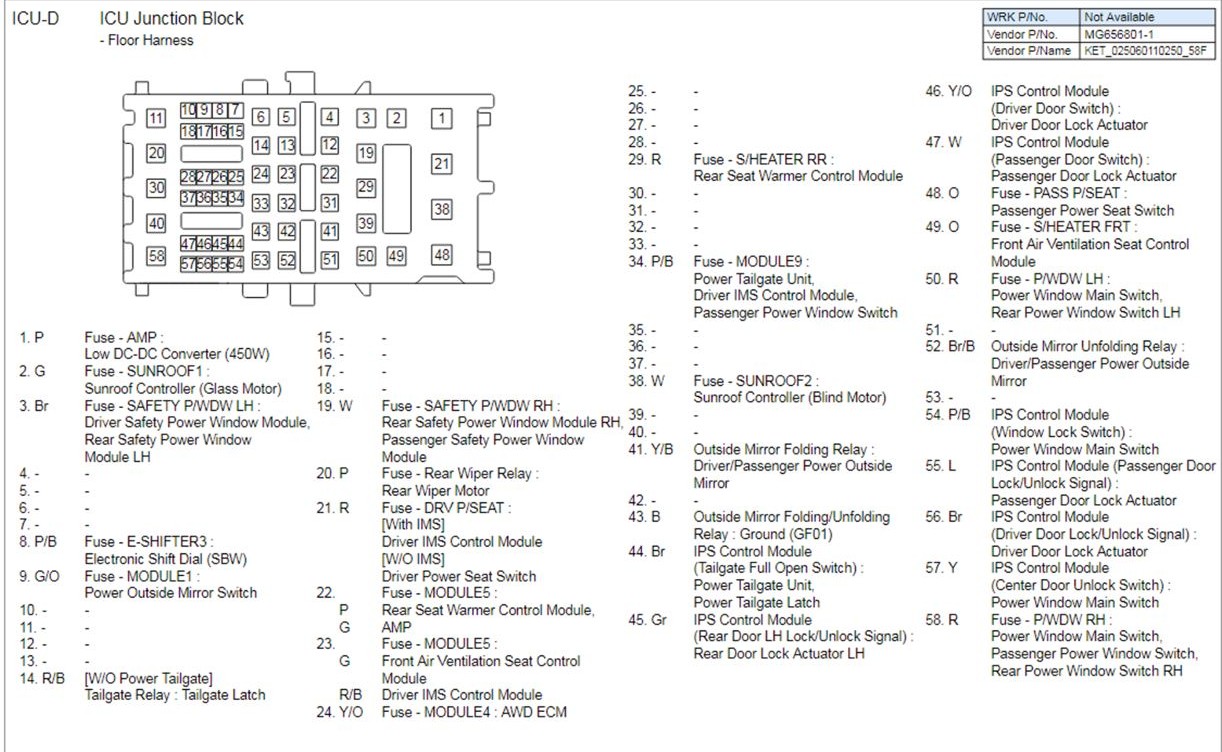 ICU-D ICU Junction Block
- Floor Harness
WRK P/No. Not Available
Vendor P/No. MG656801-1
Vendor P/Name KET_025060110250_58F
11 10 9 8 7 6 5 4 3 2 1
18 17 16 15
14 13 12
20 19 21
28 27 26 25 24 23 22
30 29
37 36 35 34 33 32 31
38
40 39
43 42 41
47 46 45 44
58 57 56 55 54 53 52 51 50 49 48
1. P Fuse - AMP :
Low DC-DC Converter (450W)
2. G Fuse - SUNROOF1 :
Sunroof Controller (Glass Motor)
3. Br Fuse - SAFETY P/WDW LH :
Driver Safety Power Window Module,
Rear Safety Power Window
Module LH
4. - -
5. - -
6. - -
7. - -
8. P/B Fuse - E-SHIFTER3 :
Electronic Shift Dial (SBW)
9. G/O Fuse - MODULE1 :
Power Outside Mirror Switch
10. - -
11. - -
12. - -
13. - -
14. R/B [W/O Power Tailgate]
Tailgate Relay : Tailgate Latch
15. - -
16. - -
17. - -
18. - -
19. W Fuse - SAFETY P/WDW RH :
Rear Safety Power Window Module RH,
Passenger Safety Power Window
Module
20. P Fuse - Rear Wiper Relay :
Rear Wiper Motor
21. R Fuse - DRV P/SEAT :
[With IMS]
Driver IMS Control Module
[W/O IMS]
Driver Power Seat Switch
22. Fuse - MODULE5 :
P Rear Seat Warmer Control Module,
G AMP
23. Fuse - MODULE5 :
G Front Air Ventilation Seat Control
Module
R/B Driver IMS Control Module
24. Y/O Fuse - MODULE4 : AWD ECM
25. - -
26. - -
27. - -
28. - -
29. R Fuse - S/HEATER RR :
Rear Seat Warmer Control Module
30. - -
31. - -
32. - -
33. - -
34. P/B Fuse - MODULE9 :
Power Tailgate Unit,
Driver IMS Control Module,
Passenger Power Window Switch
35. - -
36. - -
37. - -
38. W Fuse - SUNROOF2 :
Sunroof Controller (Blind Motor)
39. - -
40. - -
41. Y/B Outside Mirror Folding Relay :
Driver/Passenger Power Outside
Mirror
42. - -
43. B Outside Mirror Folding/Unfolding
Relay : Ground (GF01)
44. Br IPS Control Module
(Tailgate Full Open Switch) :
Power Tailgate Unit,
Power Tailgate Latch
45. Gr IPS Control Module
(Rear Door LH Lock/Unlock Signal) :
Rear Door Lock Actuator LH
46. Y/O IPS Control Module
(Driver Door Switch) :
Driver Door Lock Actuator
47. W IPS Control Module
(Passenger Door Switch) :
Passenger Door Lock Actuator
48. O Fuse - PASS P/SEAT :
Passenger Power Seat Switch
49. O Fuse - S/HEATER FRT :
Front Air Ventilation Seat Control
Module
50. R Fuse - P/WDW LH :
Power Window Main Switch,
Rear Power Window Switch LH
51. - -
52. Br/B Outside Mirror Unfolding Relay :
Driver/Passenger Power Outside
Mirror
53. - -
54. P/B IPS Control Module
(Window Lock Switch) :
Power Window Main Switch
55. L IPS Control Module (Passenger Door
Lock/Unlock Signal) :
Passenger Door Lock Actuator
56. Br IPS Control Module
(Driver Door Lock/Unlock Signal) :
Driver Door Lock Actuator
57. Y IPS Control Module
(Center Door Unlock Switch) :
Power Window Main Switch
58. R Fuse - P/WDW RH :
Power Window Main Switch,
Passenger Power Window Switch,
Rear Power Window Switch RH